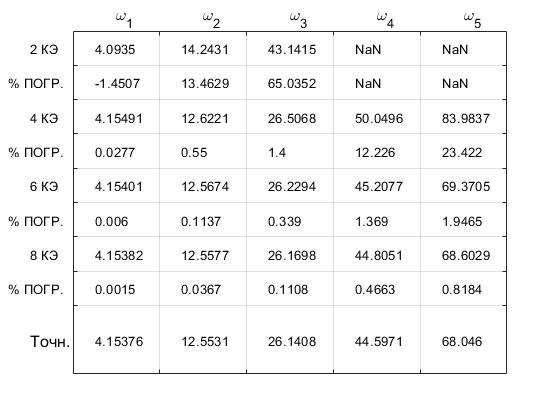 ω1 ω2 ω3 ω4 ω5
2 КЭ 4.0935 14.2431 43.1415 NaN NaN
% ПОГР. -1.4507 13.4629 65.0352 NaN NaN
4 КЭ 4.15491 12.6221 26.5068 50.0496 83.9837
% ПОГР. 0.0277 0.55 1.4 12.226 23.422
6 КЭ 4.15401 12.5674 26.2294 45.2077 69.3705
% ПОГР. 0.006 0.1137 0.339 1.369 1.9465
8 КЭ 4.15382 12.5577 26.1698 44.8051 68.6029
% ПОГР. 0.0015 0.0367 0.1108 0.4663 0.8184
Точн. 4.15376 12.5531 26.1408 44.5971 68.046